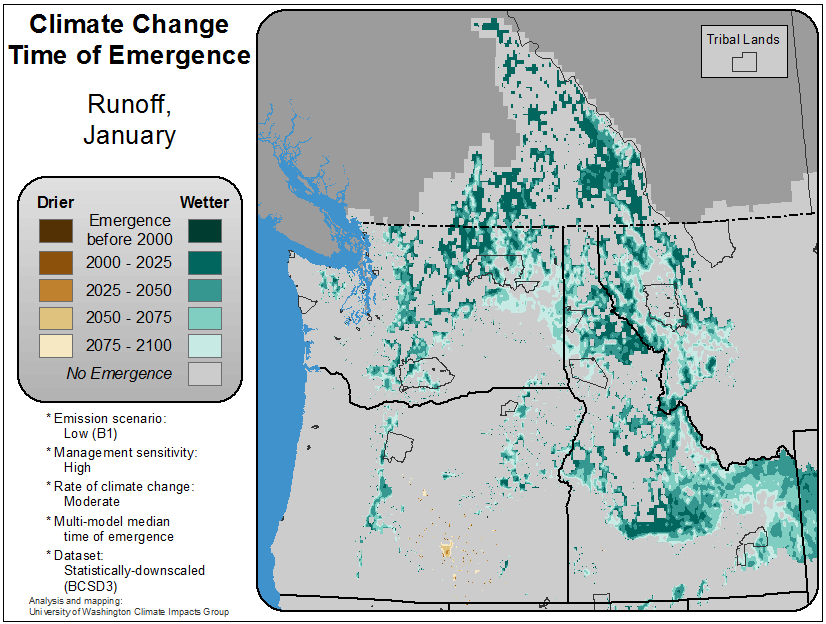 Climate Change
Time of Emergence
Runoff,
January
Tribal Lands
Drier Wetter
Emergence
before 2000
2000 - 2025
2025 - 2050
2050 - 2075
2075 - 2100
No Emergence
* Emission scenario:
Low (B1)
* Management sensitivity:
High
* Rate of climate change:
Moderate
* Multi-model median
time of emergence
* Dataset:
Statistically-downscaled
(BCSD3)
Analysis and mapping:
University of Washington Climate Impacts Group